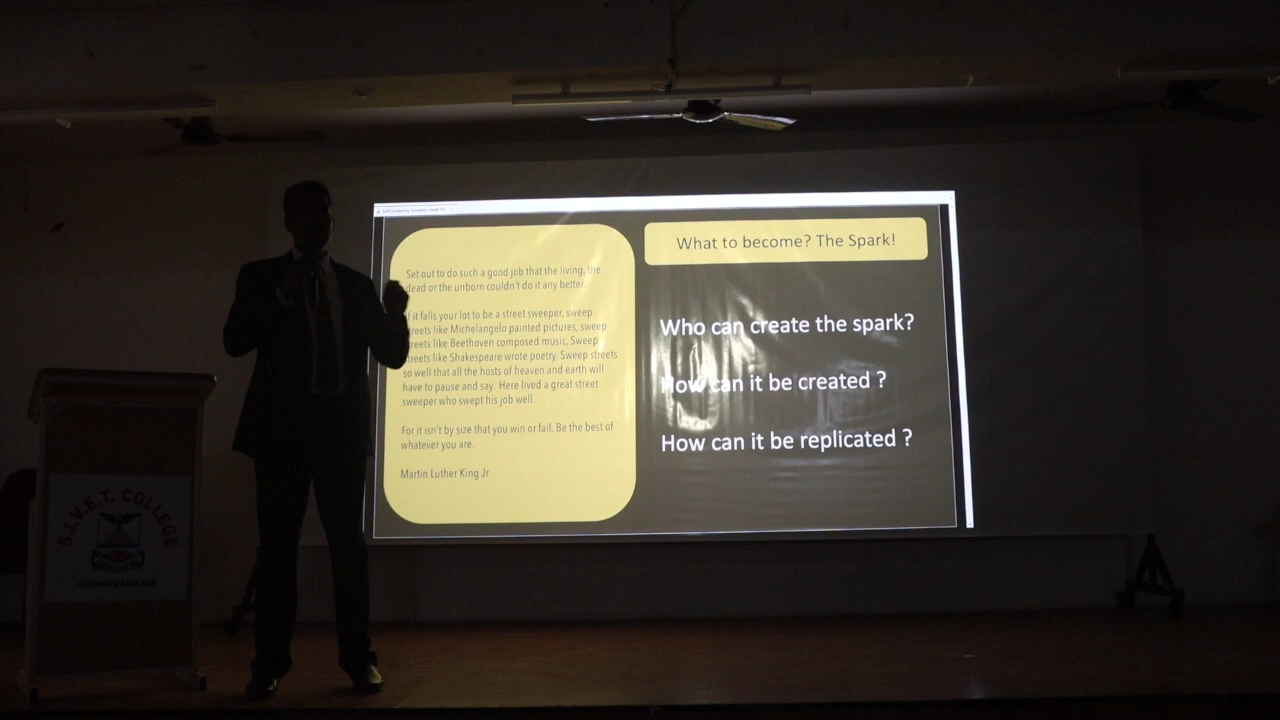 Set out to do such a good job that the living, the
dead or the unborn couldn't do it any better.
it falls your lot to be a street sweeper, sweep
streets like Michelangelo painted pictures, sweep
streets like Beethoven composed music, Sweep
streets like Shakespeare wrote poetry. Sweep streets
so well that all the hosts of heaven and earth will
have to pause and say: Here lived a great street
sweeper who swept his job well.
For it isn't by size that you win or fail. Be the best of
whatever you are.
Martin Luther King Jr
What to become? The Spark!
Who can create the spark?
How can it be created ?
How can it be replicated ?
S.I.V.E.T. COLLEGE
GOWRIVAKKAM